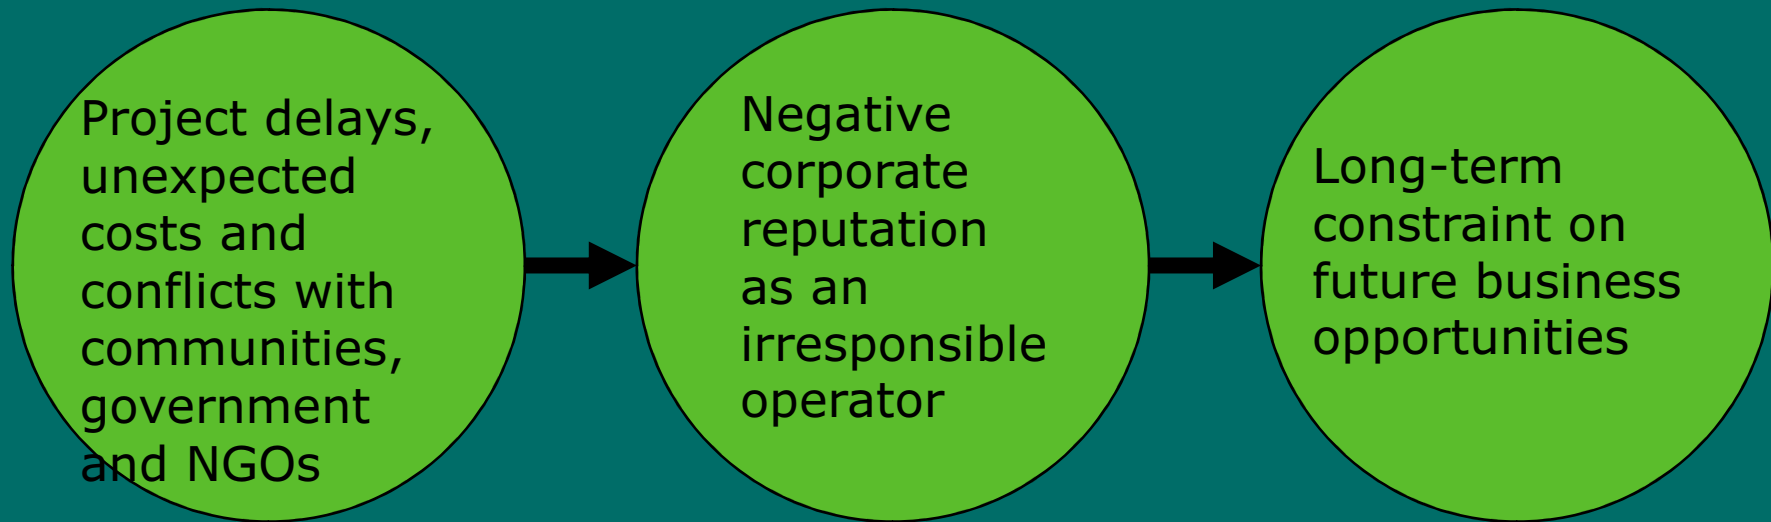 Project delays,
unexpected
costs and
conflicts with
communities,
government
and NGOs
Negative
corporate
reputation
as an
irresponsible
operator
Long-term
constraint on
future business
opportunities